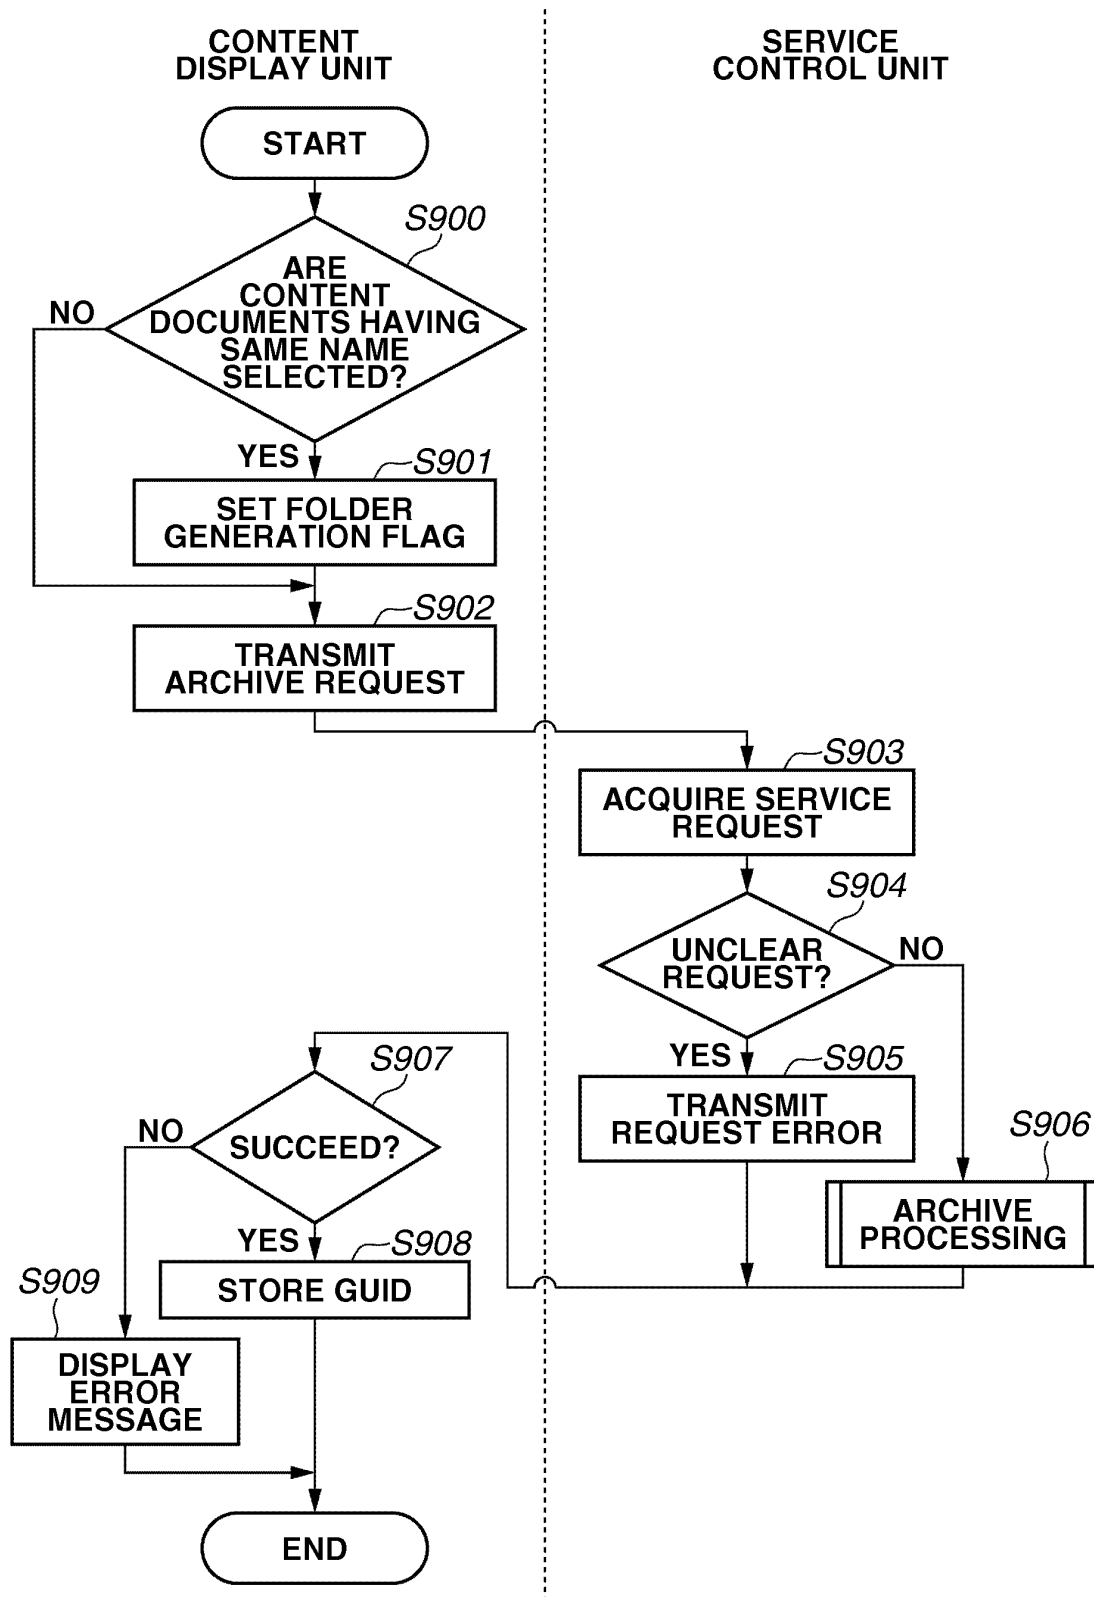 CONTENT
DISPLAY UNIT
SERVICE
CONTROL UNIT
START
S900
ARE
CONTENT
DOCUMENTS HAVING
SAME NAME
SELECTED?
NO
YES
S901
SET FOLDER
GENERATION FLAG
S902
TRANSMIT
ARCHIVE REQUEST
S903
ACQUIRE SERVICE
REQUEST
S904
UNCLEAR
REQUEST?
NO
YES
S905
TRANSMIT
REQUEST ERROR
S906
ARCHIVE
PROCESSING
S907
SUCCEED?
NO
YES
S908
STORE GUID
S909
DISPLAY
ERROR
MESSAGE
END